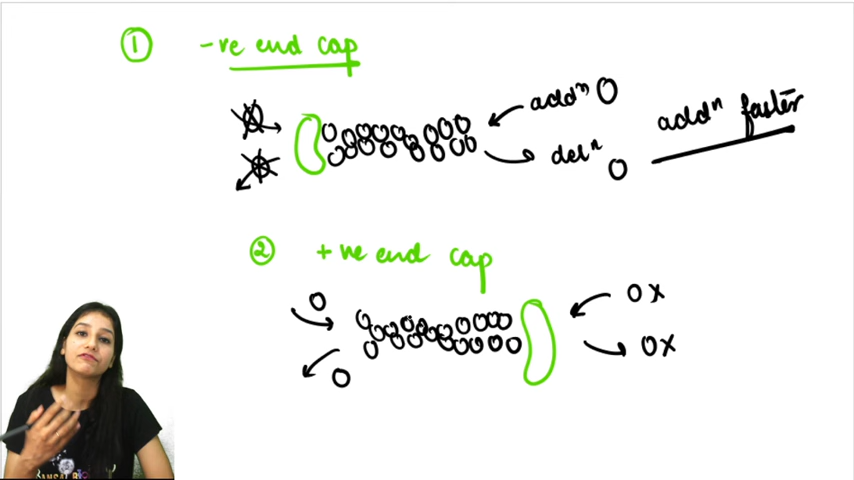 ① -ve end cap
addⁿ O
addⁿ faster
delⁿ O
② +ve end cap
O
O X
O X
O